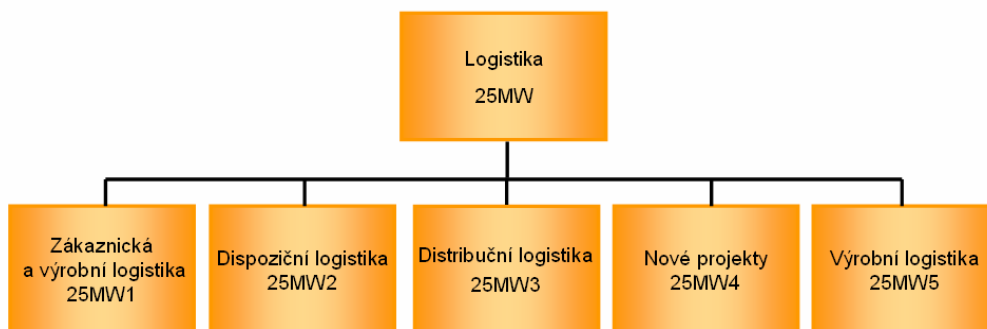 Logistika
25MW
Zákaznická
a výrobní logistika
25MW1
Dispoziční logistika
25MW2
Distribuční logistika
25MW3
Nové projekty
25MW4
Výrobní logistika
25MW5